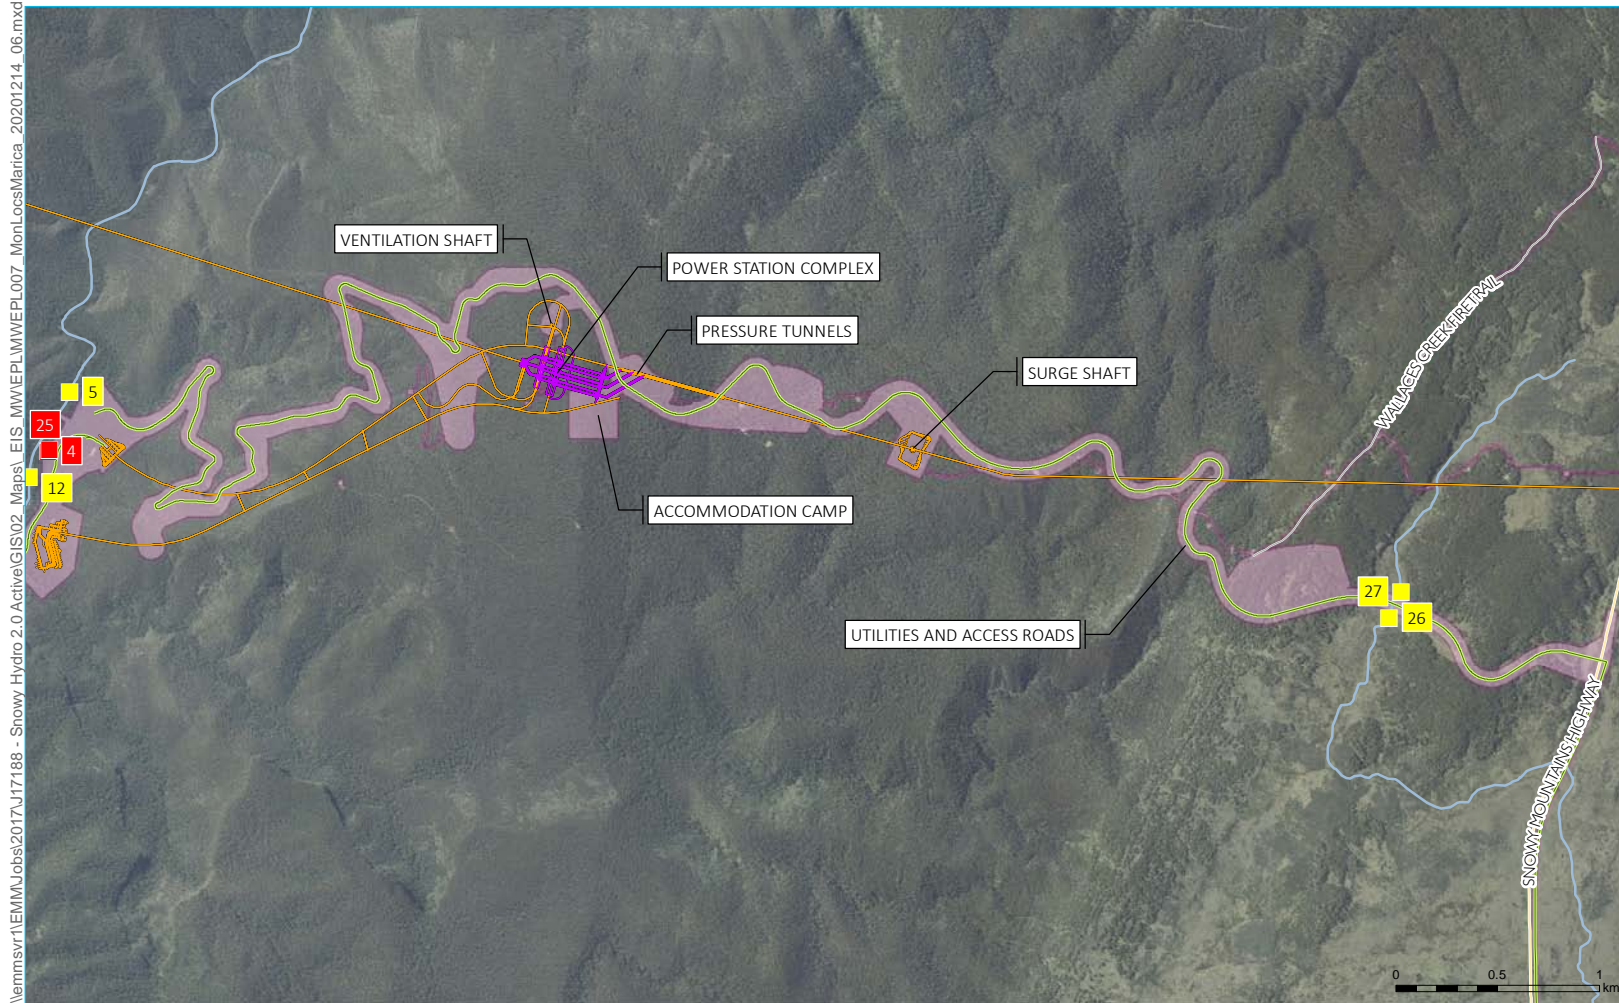 \\emmsvr1\EMM\Jobs\2017\J17188 - Snowy Hydro 2.0 Active\GIS\02_Maps\_EIS_MW\EPL\MWEPL007_MonLocsMarica_20201214_06.mxd
VENTILATION SHAFT
POWER STATION COMPLEX
PRESSURE TUNNELS
SURGE SHAFT
WALLACES CREEK FIRE TRAIL
5
25
4
12
ACCOMMODATION CAMP
27
26
UTILITIES AND ACCESS ROADS
SNOWY MOUNTAINS HIGHWAY
0 0.5 1
km